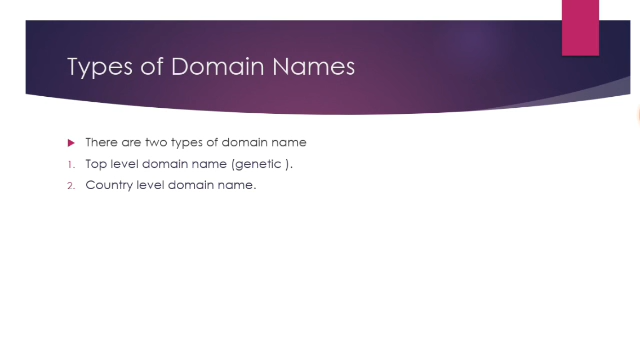 Types of Domain Names
There are two types of domain name
1. Top level domain name (genetic ).
2. Country level domain name.